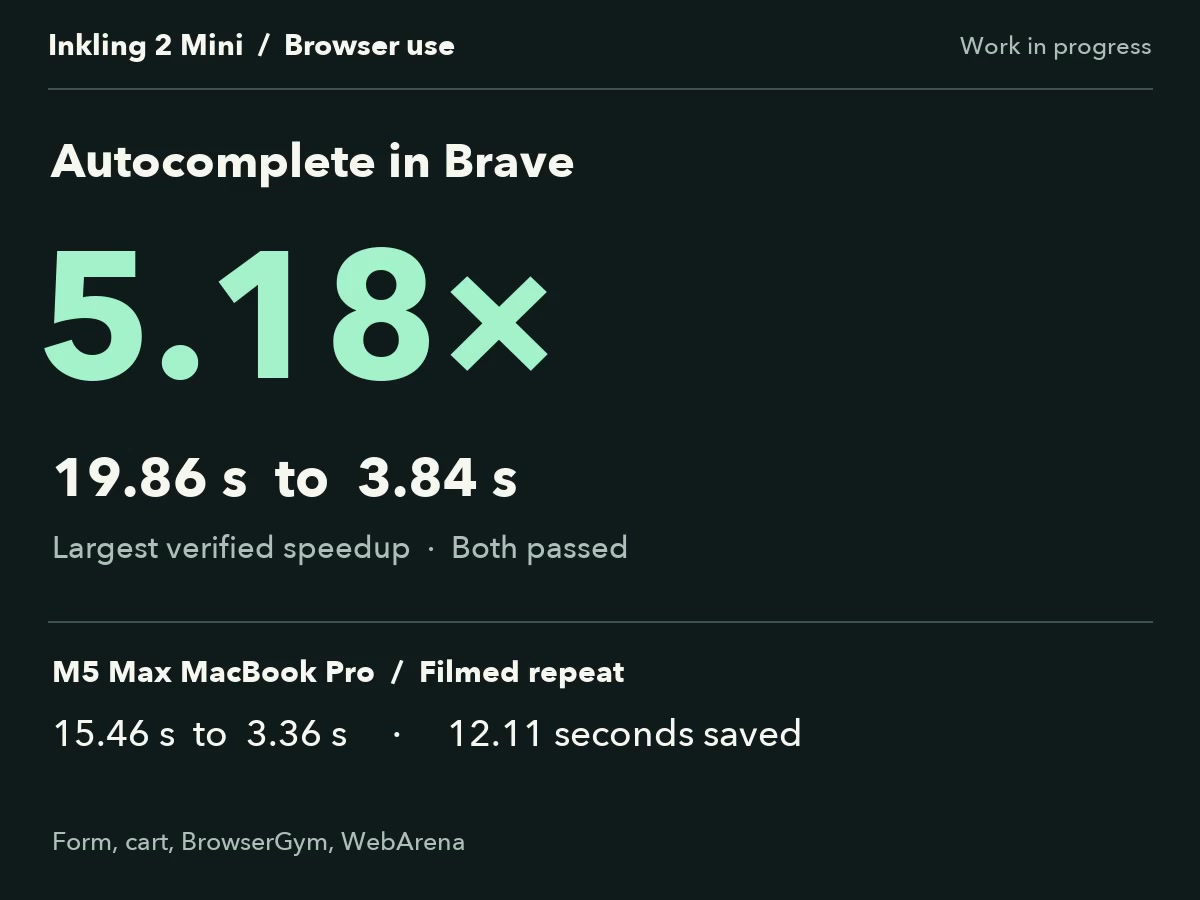 Inkling 2 Mini / Browser use
Work in progress
Autocomplete in Brave
5.18×
19.86 s to 3.84 s
Largest verified speedup · Both passed
M5 Max MacBook Pro / Filmed repeat
15.46 s to 3.36 s · 12.11 seconds saved
Form, cart, BrowserGym, WebArena